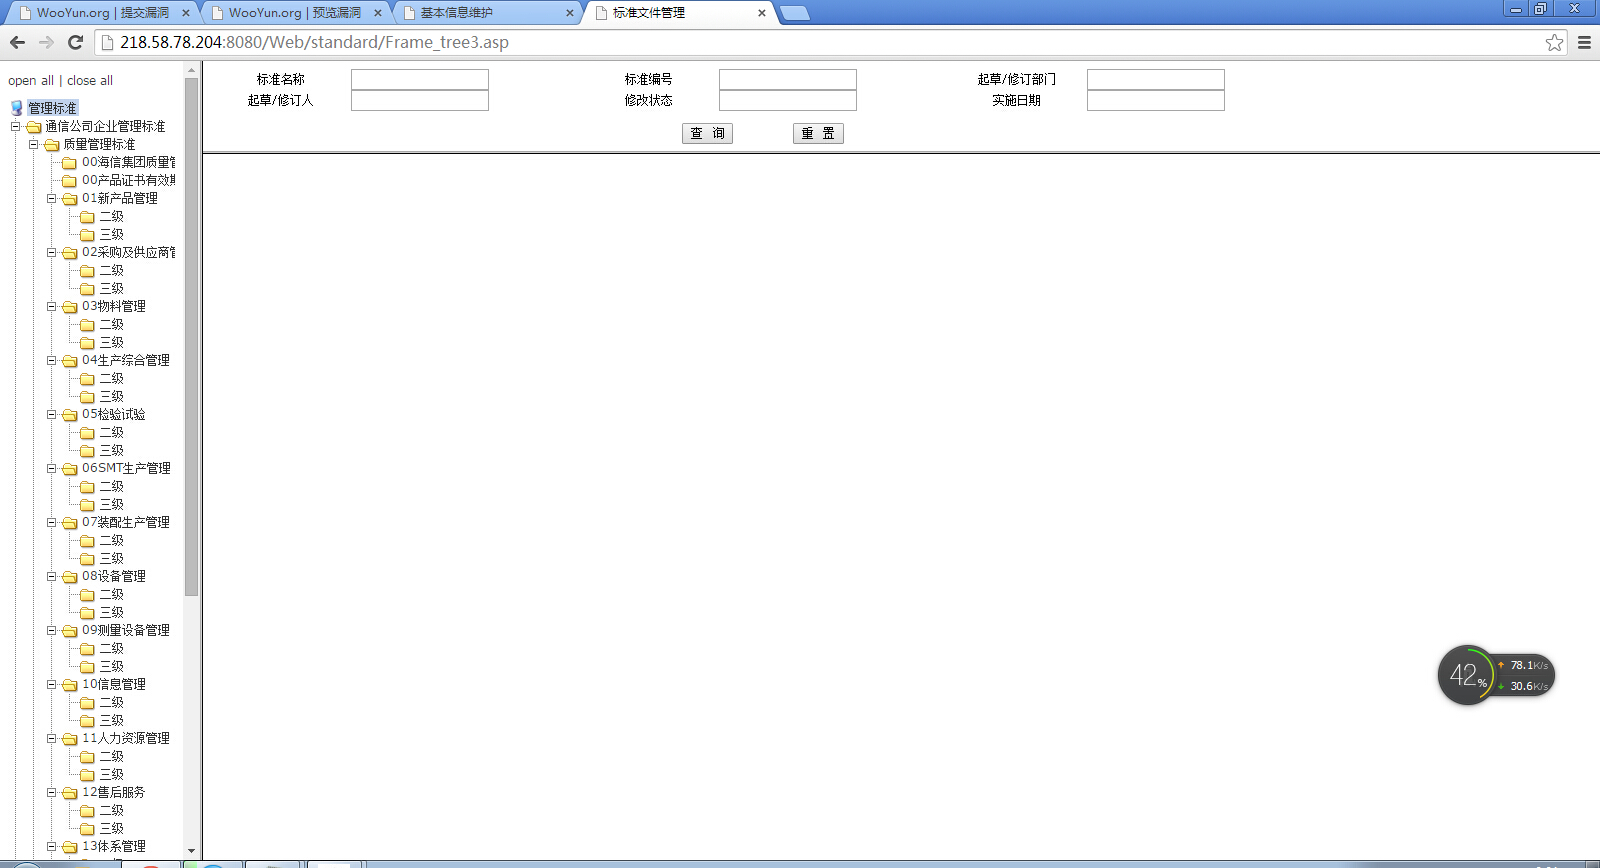 WooYun.org | 提交漏洞
WooYun.org | 预览漏洞
基本信息维护
标准文件管理
218.58.78.204:8080/Web/standard/Frame_tree3.asp
open all | close all
管理标准
通信公司企业管理标准
质量管理标准
00海信集团质量管
00产品证书有效期
01新产品管理
二级
三级
02采购及供应商管
二级
三级
03物料管理
二级
三级
04生产综合管理
二级
三级
05检验试验
二级
三级
06SMT生产管理
二级
三级
07装配生产管理
二级
三级
08设备管理
二级
三级
09测量设备管理
二级
三级
10信息管理
二级
三级
11人力资源管理
二级
三级
12售后服务
二级
三级
13体系管理
标准名称 标准编号 起草/修订部门
起草/修订人 修改状态 实施日期
查 询 重 置
42%
78.1K/s
30.6K/s